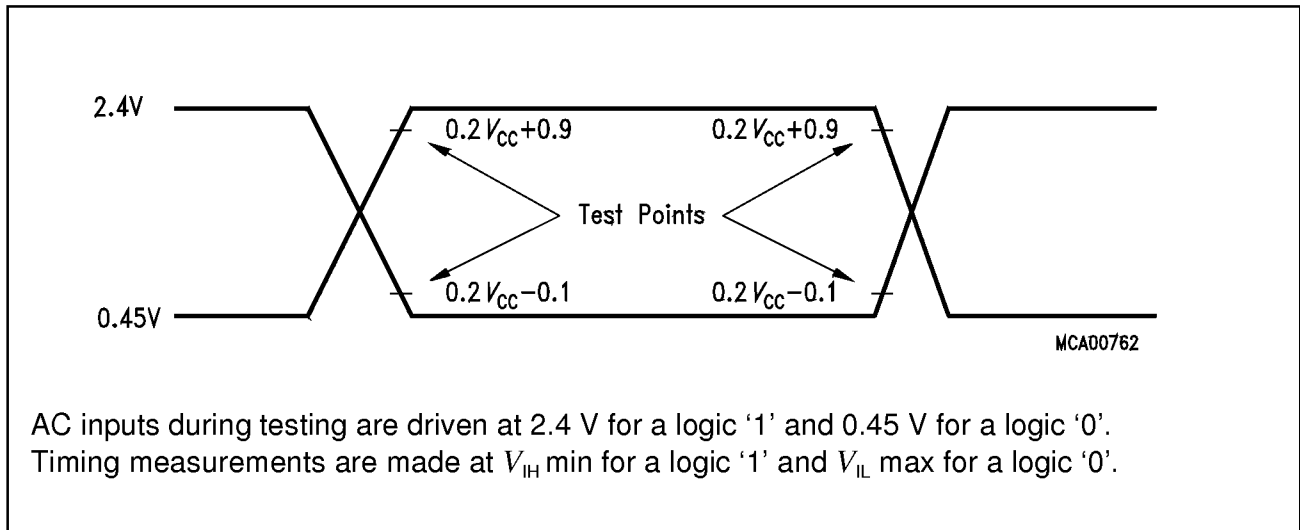 2.4V
0.2 VCC+0.9 0.2 VCC+0.9
Test Points
0.2 VCC−0.1 0.2 VCC−0.1
0.45V
MCA00762
AC inputs during testing are driven at 2.4 V for a logic ‘1’ and 0.45 V for a logic ‘0’.
Timing measurements are made at VIH min for a logic ‘1’ and VIL max for a logic ‘0’.